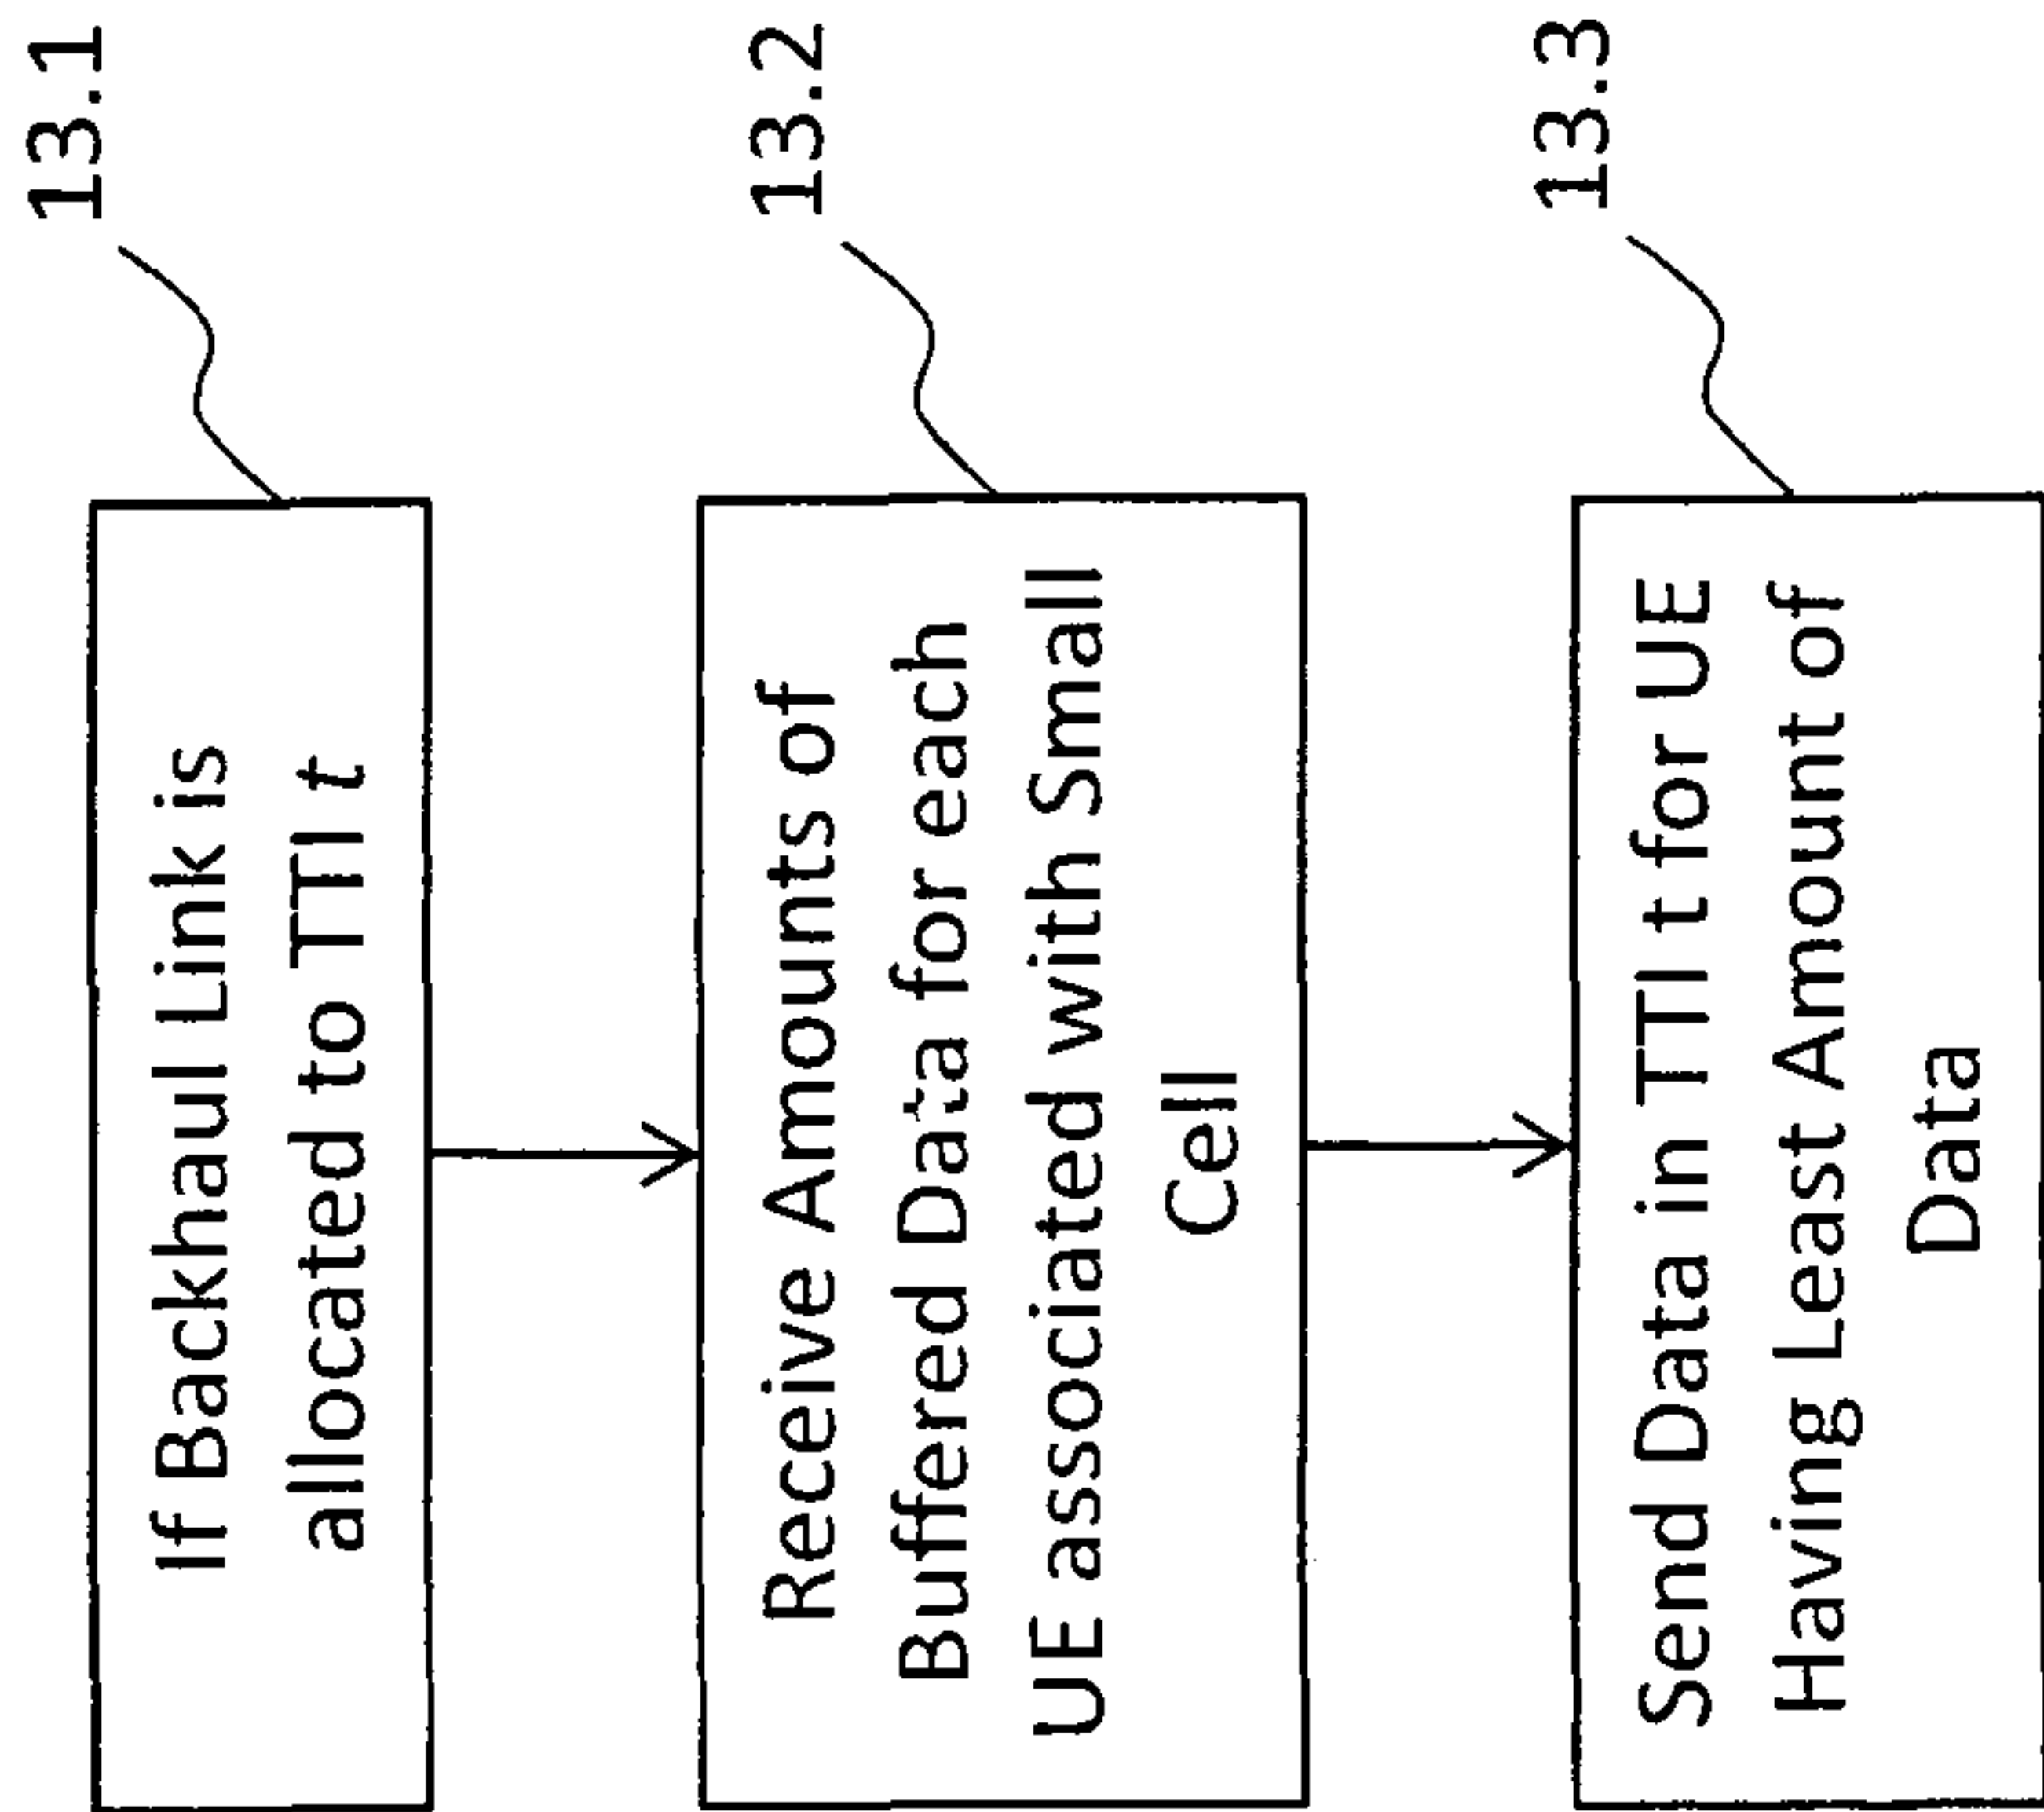 If Backhaul Link is
allocated to TTI t
13.1
Receive Amounts of
Buffered Data for each
UE associated with Small
Cell
13.2
Send Data in TTI t for UE
Having Least Amount of
Data
13.3